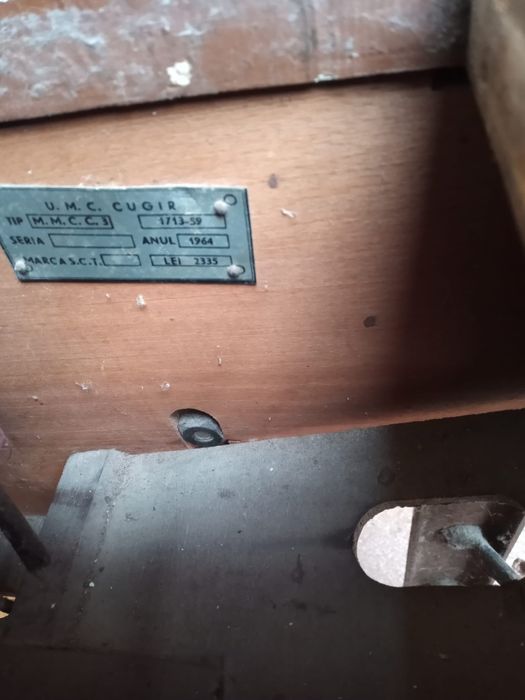 U. M. C. CUGIR
TIP M. M. C. C. 3 1713-59
SERIA ANUL 1964
MARCA S.C.T. LEI 2335